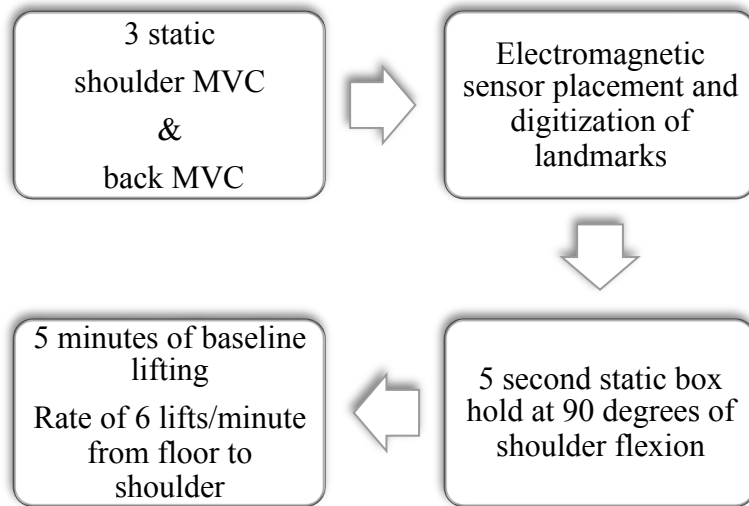 3 static
shoulder MVC
&
back MVC
Electromagnetic
sensor placement and
digitization of
landmarks
5 second static box
hold at 90 degrees of
shoulder flexion
5 minutes of baseline
lifting
Rate of 6 lifts/minute
from floor to
shoulder